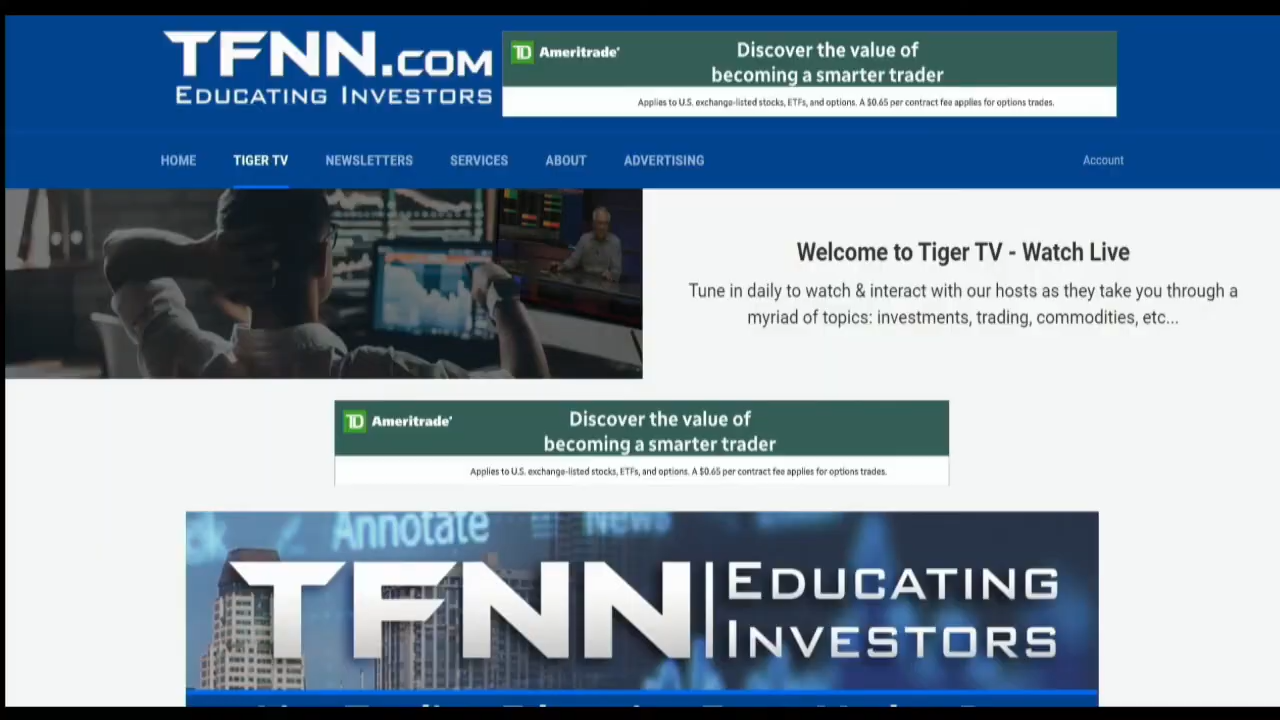 TFNN.COM
EDUCATING INVESTORS
TD Ameritrade
Discover the value of
becoming a smarter trader
Applies to U.S. exchange-listed stocks, ETFs, and options. A $0.65 per contract fee applies for options trades.
HOME TIGER TV NEWSLETTERS SERVICES ABOUT ADVERTISING Account
Welcome to Tiger TV - Watch Live
Tune in daily to watch & interact with our hosts as they take you through a
myriad of topics: investments, trading, commodities, etc...
TD Ameritrade
Discover the value of
becoming a smarter trader
Applies to U.S. exchange-listed stocks, ETFs, and options. A $0.65 per contract fee applies for options trades.
Annotate News
TFNN EDUCATING
INVESTORS